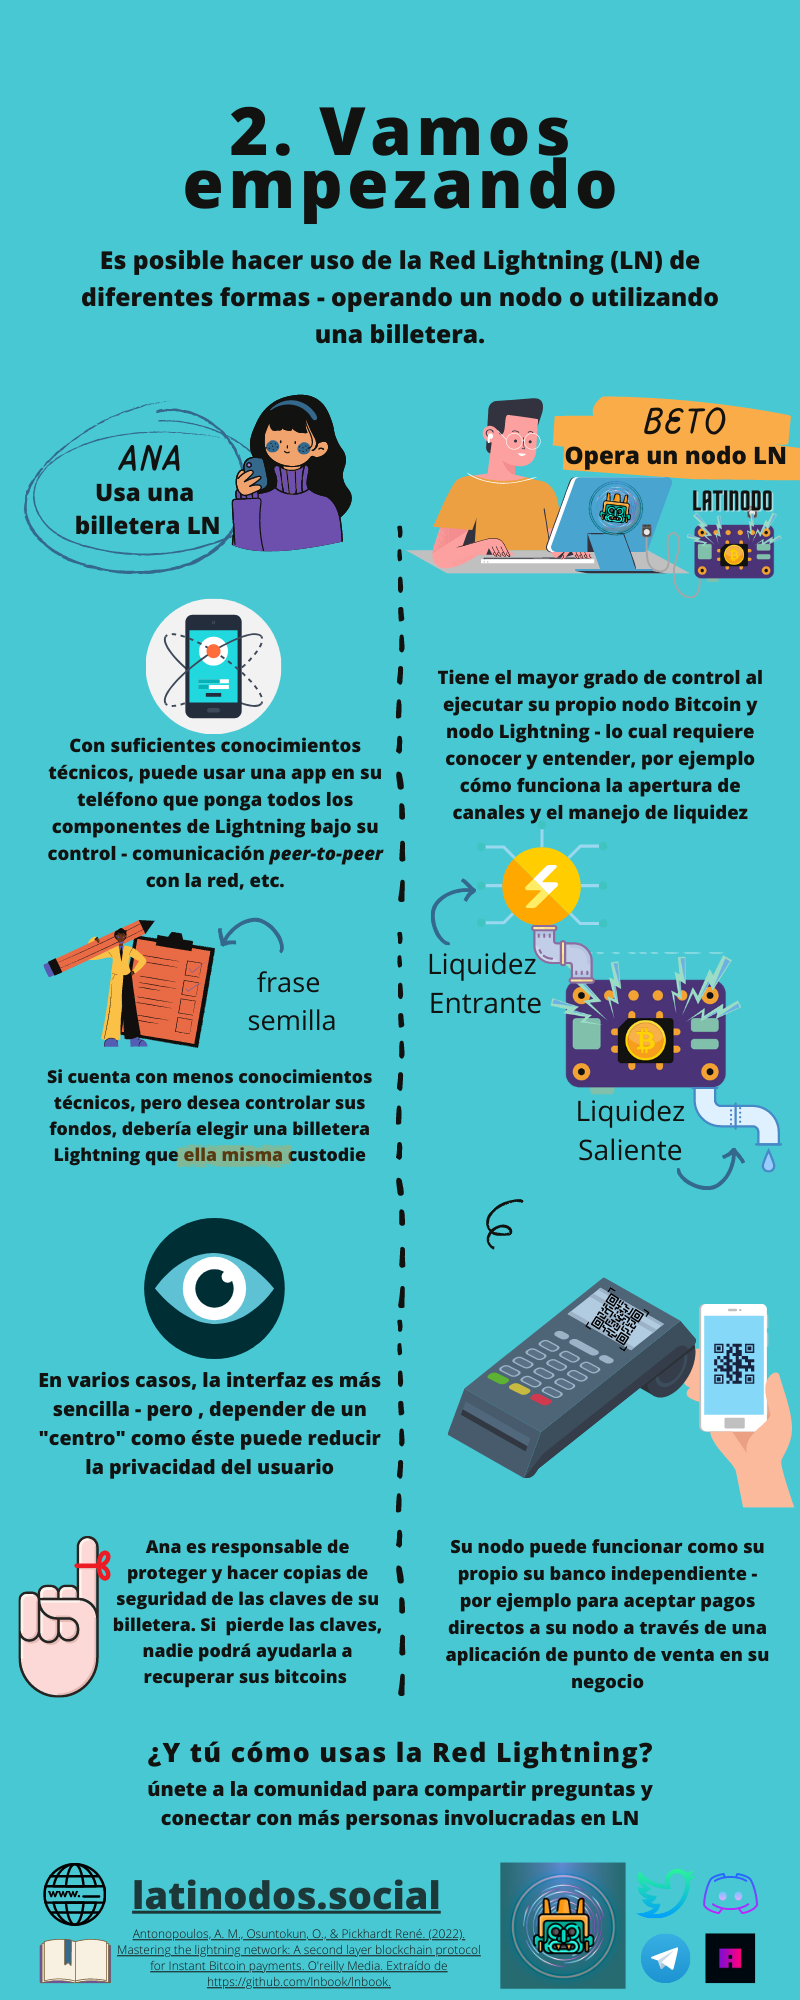 2. Vamos
empezando
Es posible hacer uso de la Red Lightning (LN) de
diferentes formas - operando un nodo o utilizando
una billetera.
ANA
Usa una
billetera LN
BETO
Opera un nodo LN
LATINODO
Con suficientes conocimientos
técnicos, puede usar una app en su
teléfono que ponga todos los
componentes de Lightning bajo su
control - comunicación peer-to-peer
con la red, etc.
frase
semilla
Si cuenta con menos conocimientos
técnicos, pero desea controlar sus
fondos, debería elegir una billetera
Lightning que ella misma custodie
En varios casos, la interfaz es más
sencilla - pero , depender de un
"centro" como éste puede reducir
la privacidad del usuario
Ana es responsable de
proteger y hacer copias de
seguridad de las claves de su
billetera. Si  pierde las claves,
nadie podrá ayudarla a
recuperar sus bitcoins
Tiene el mayor grado de control al
ejecutar su propio nodo Bitcoin y
nodo Lightning - lo cual requiere
conocer y entender, por ejemplo
cómo funciona la apertura de
canales y el manejo de liquidez
Liquidez
Entrante
Liquidez
Saliente
Su nodo puede funcionar como su
propio su banco independiente -
por ejemplo para aceptar pagos
directos a su nodo a través de una
aplicación de punto de venta en su
negocio
¿Y tú cómo usas la Red Lightning?
únete a la comunidad para compartir preguntas y
conectar con más personas involucradas en LN
www.
latinodos.social
Antonopoulos, A. M., Osuntokun, O., & Pickhardt René. (2022).
Mastering the lightning network: A second layer blockchain protocol
for Instant Bitcoin payments. O'reilly Media. Extraído de
https://github.com/lnbook/lnbook.